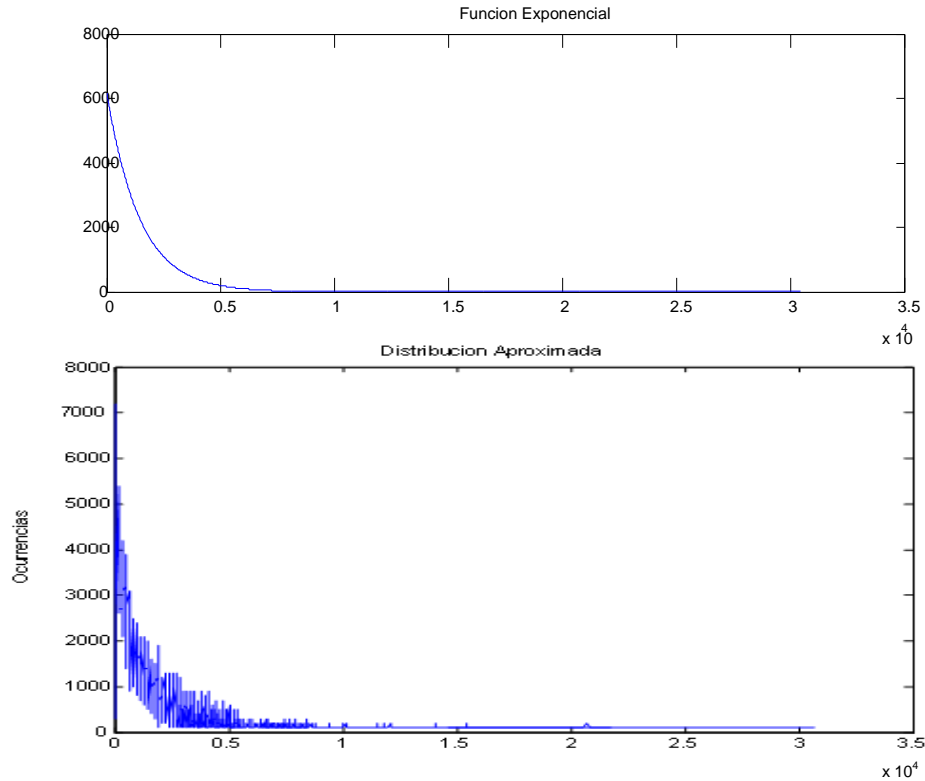 Funcion Exponencial
8000
6000
4000
2000
0
0 0.5 1 1.5 2 2.5 3 3.5
x 10^4
Distribucion Aproximada
8000
7000
6000
5000
4000
3000
2000
1000
0
Ocurrencias
0 0.5 1 1.5 2 2.5 3 3.5
x 10^4